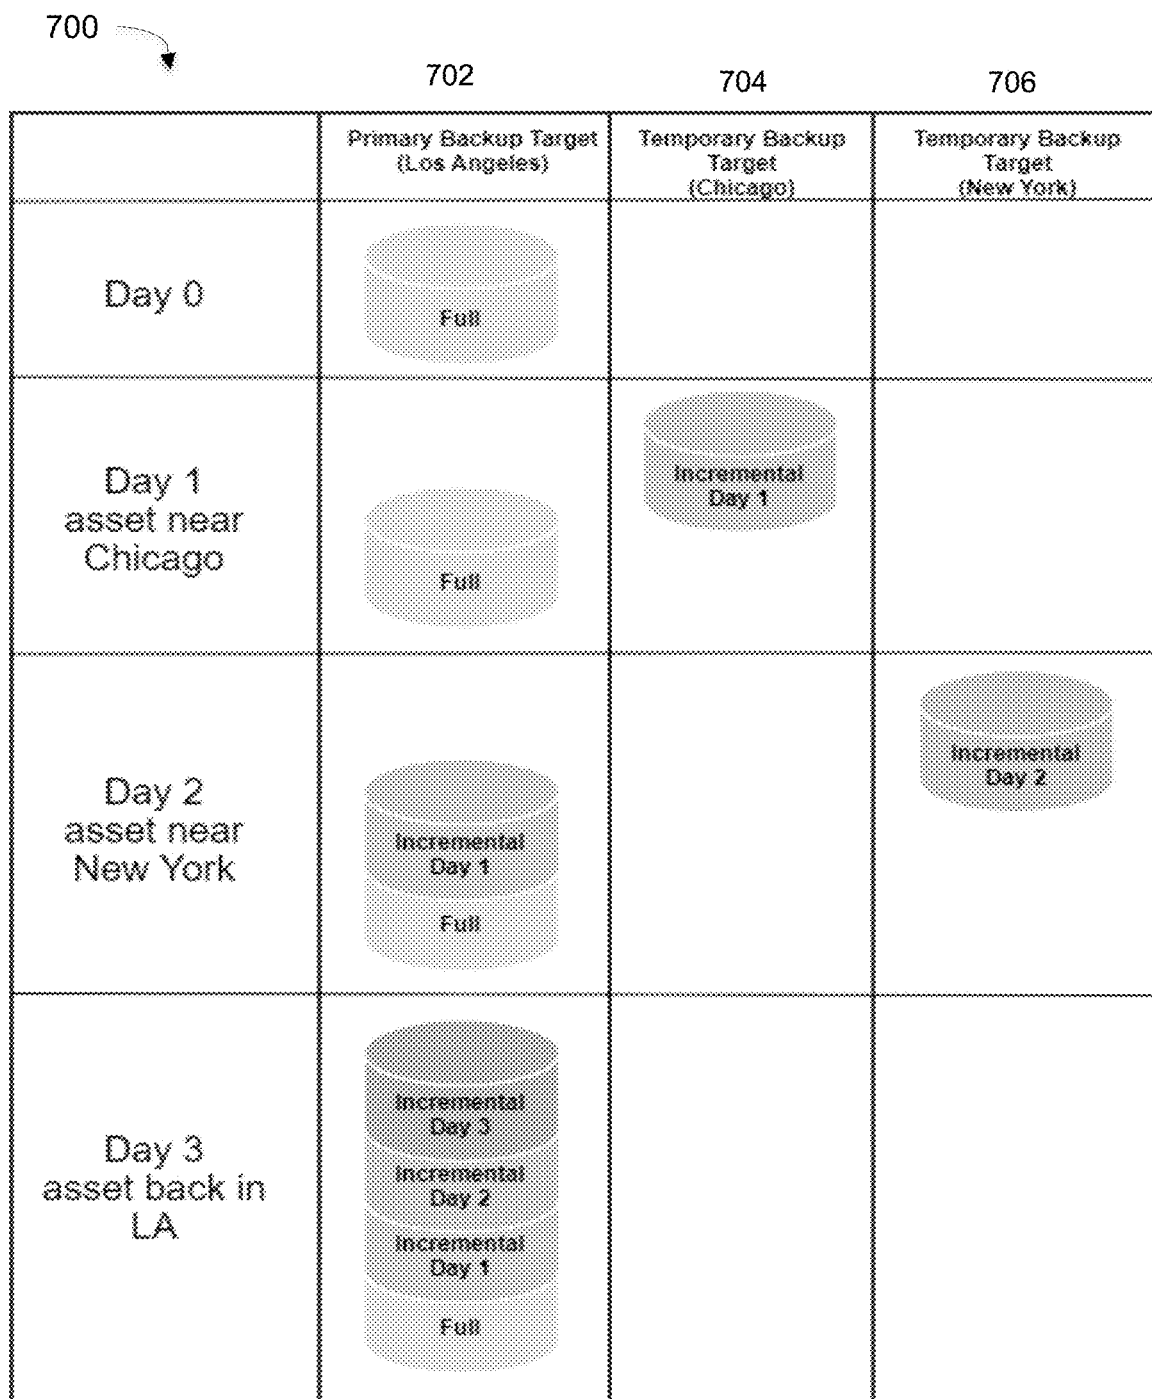 700
702
704
706
Primary Backup Target
(Los Angeles)
Temporary Backup
Target
(Chicago)
Temporary Backup
Target
(New York)
Day 0
Full
Day 1
asset near
Chicago
Full
Incremental
Day 1
Day 2
asset near
New York
Incremental
Day 1
Full
Incremental
Day 2
Day 3
asset back in
LA
Incremental
Day 3
Incremental
Day 2
Incremental
Day 1
Full